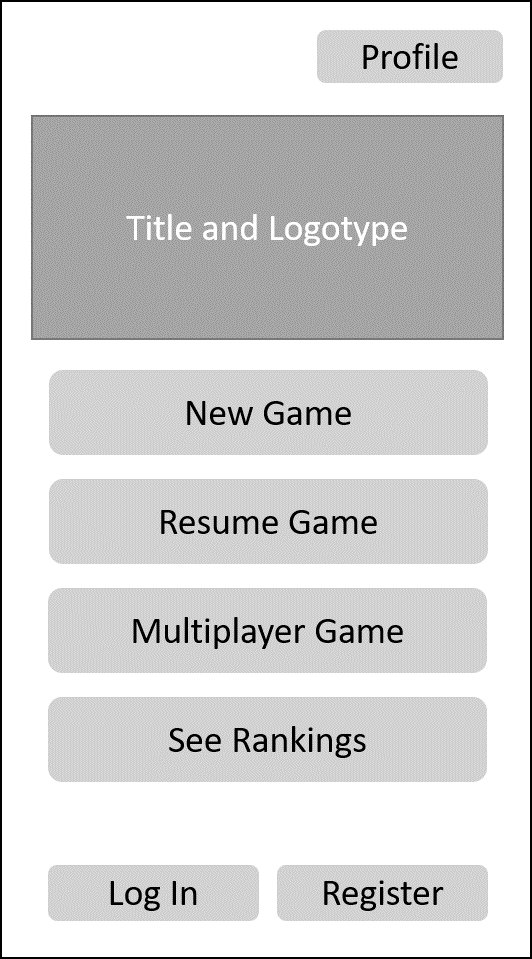 Profile
Title and Logotype
New Game
Resume Game
Multiplayer Game
See Rankings
Log In
Register